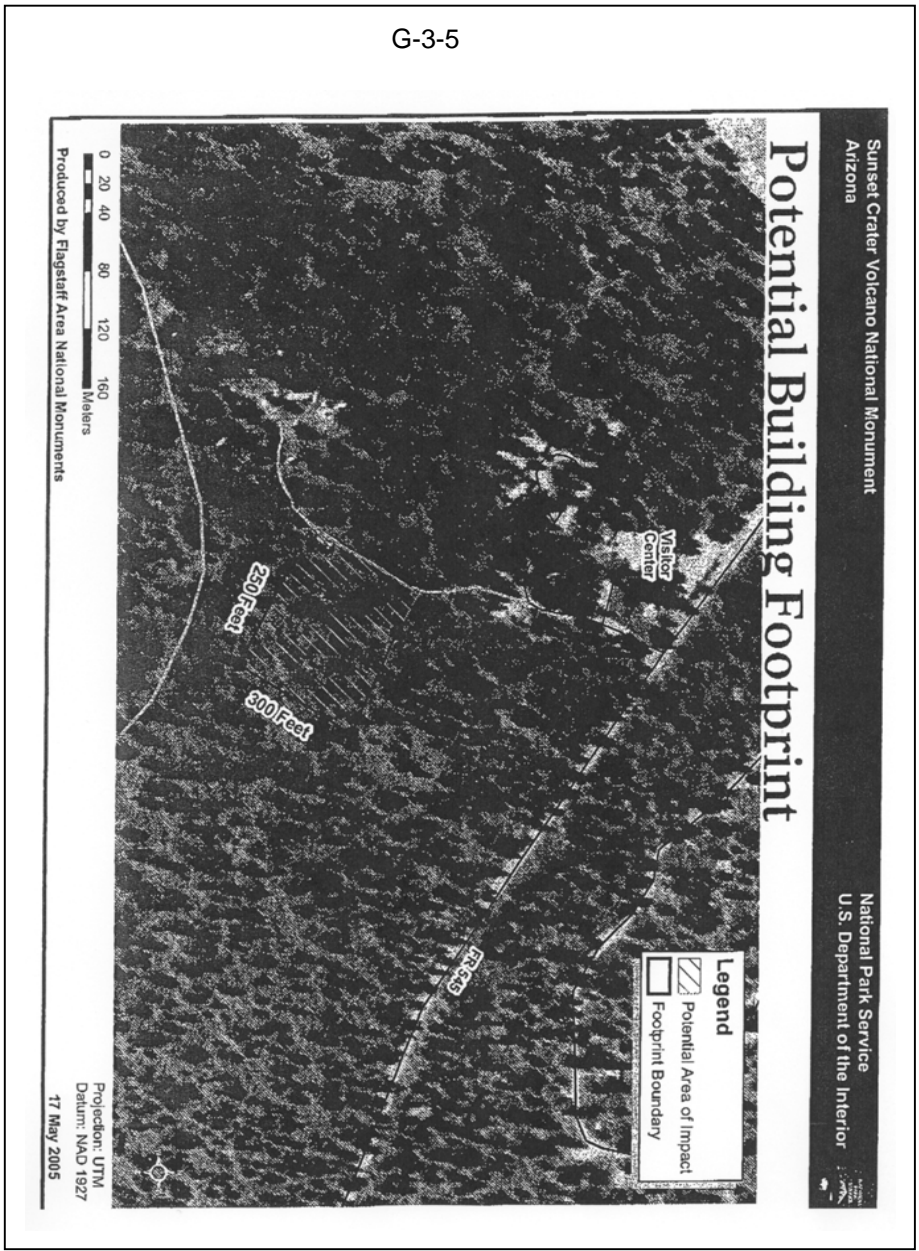 G-3-5
Sunset Crater Volcano National Monument
Arizona
National Park Service
U.S. Department of the Interior
Potential Building Footprint
Visitor
Center
250 Feet
300 Feet
FR 545
Legend
Potential Area of Impact
Footprint Boundary
0 20 40 80 120 160
Meters
Produced by Flagstaff Area National Monuments
Projection: UTM
Datum: NAD 1927
17 May 2005